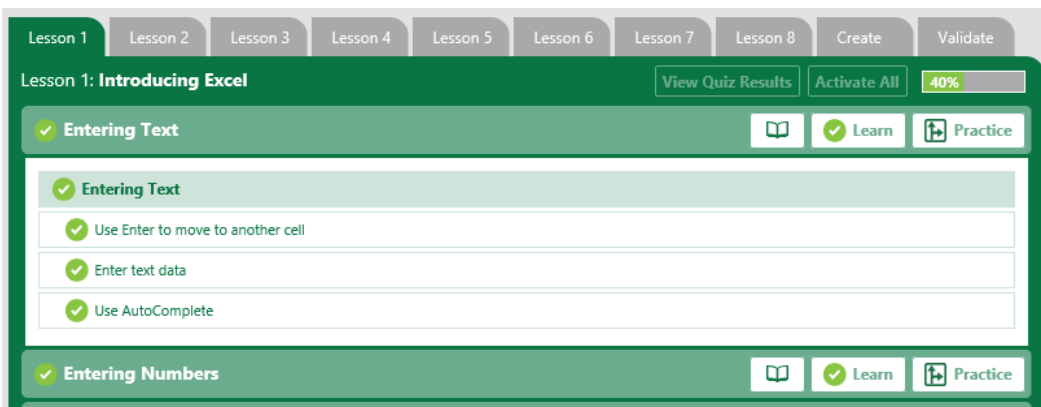 Lesson 1 Lesson 2 Lesson 3 Lesson 4 Lesson 5 Lesson 6 Lesson 7 Lesson 8 Create Validate
Lesson 1: Introducing Excel View Quiz Results Activate All 40%
Entering Text Learn Practice
Entering Text
Use Enter to move to another cell
Enter text data
Use AutoComplete
Entering Numbers Learn Practice